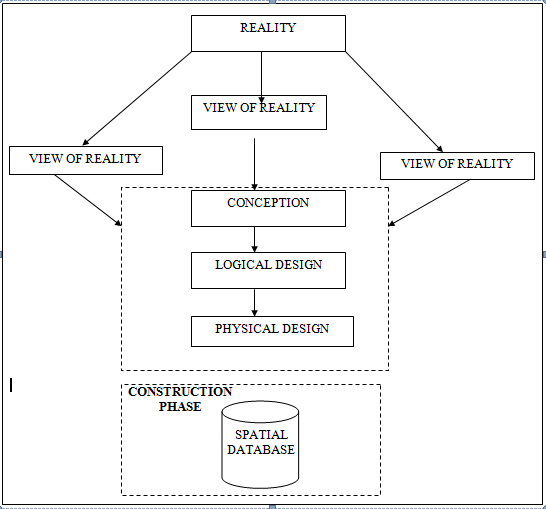 REALITY
VIEW OF REALITY
VIEW OF REALITY
VIEW OF REALITY
CONCEPTION
LOGICAL DESIGN
PHYSICAL DESIGN
CONSTRUCTION
PHASE
SPATIAL
DATABASE